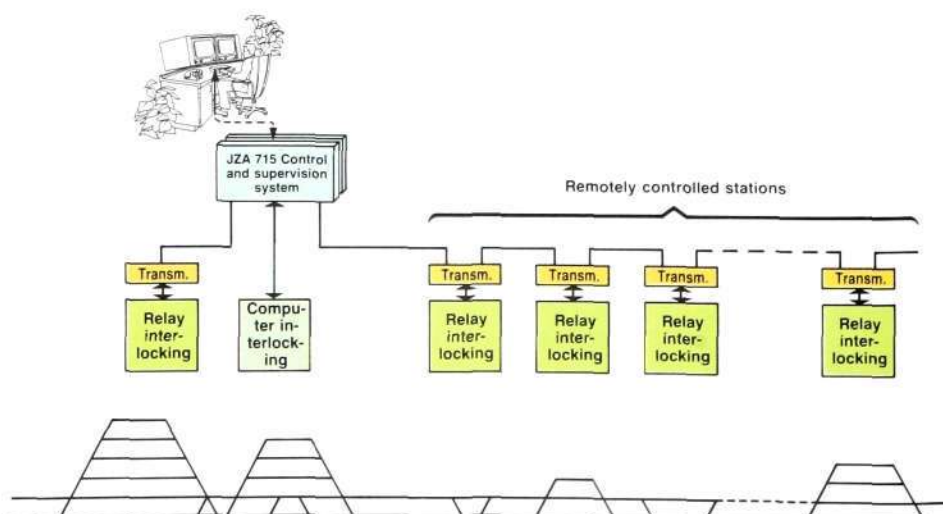 JZA 715 Control
and supervision
system
Remotely controlled stations
Transm.
Relay
inter-
locking
Compu-
ter in-
terlock-
ing
Transm.
Relay
inter-
locking
Transm.
Relay
inter-
locking
Transm.
Relay
inter-
locking
Transm.
Relay
inter-
locking